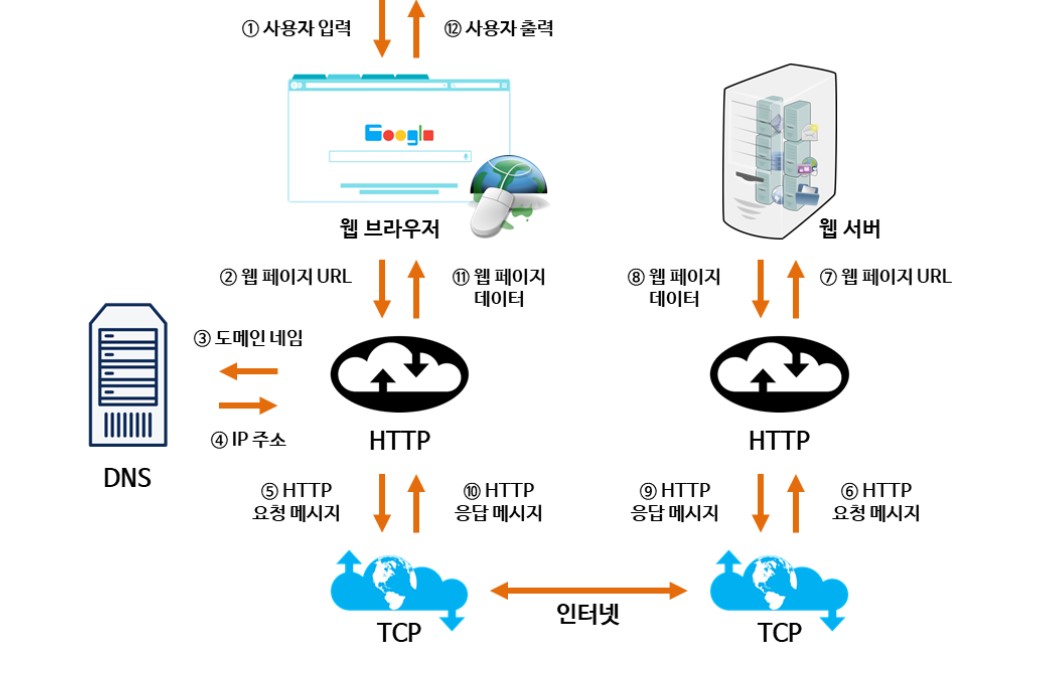 ① 사용자 입력
⑫ 사용자 출력
Google
웹 브라우저
웹 서버
② 웹 페이지 URL
⑪ 웹 페이지
데이터
⑧ 웹 페이지
데이터
⑦ 웹 페이지 URL
③ 도메인 네임
④ IP 주소
DNS
HTTP
HTTP
⑤ HTTP
요청 메시지
⑩ HTTP
응답 메시지
⑨ HTTP
응답 메시지
⑥ HTTP
요청 메시지
인터넷
TCP
TCP